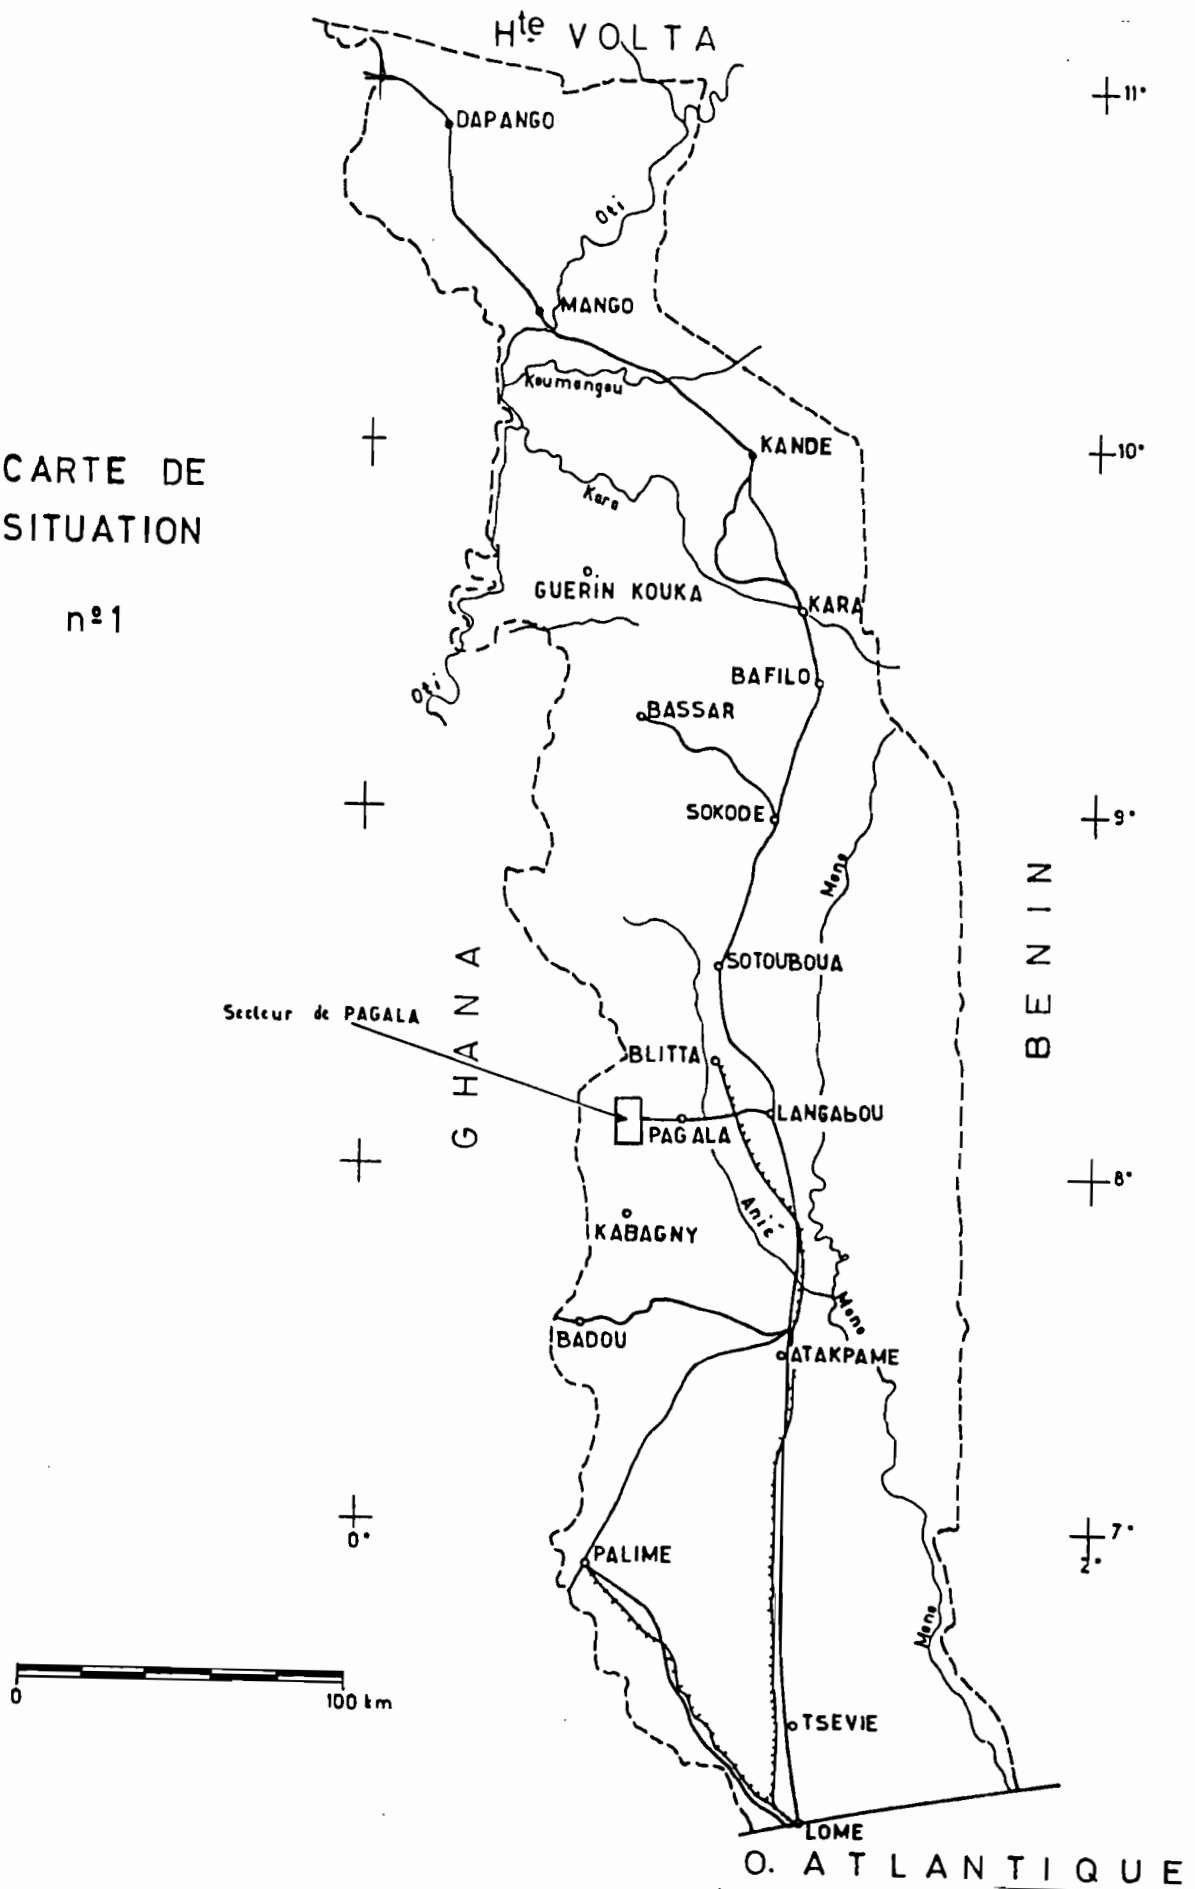 Hte VOLTA
11°
DAPANGO
Oti
MANGO
Koumongou
KANDE
10°
CARTE DE
SITUATION
nº1
Kara
GUERIN KOUKA
KARA
Oti
BAFILO
BASSAR
SOKODE
9°
Mono
BENIN
SOTOUBOUA
GHANA
Secteur de PAGALA
BLITTA
LANGAbOU
PAGALA
8°
Anié
KABAGNY
Mono
BADOU
ATAKPAME
0°
7°
2°
PALIME
Mono
0
100 km
TSEVIE
LOME
O. ATLANTIQUE